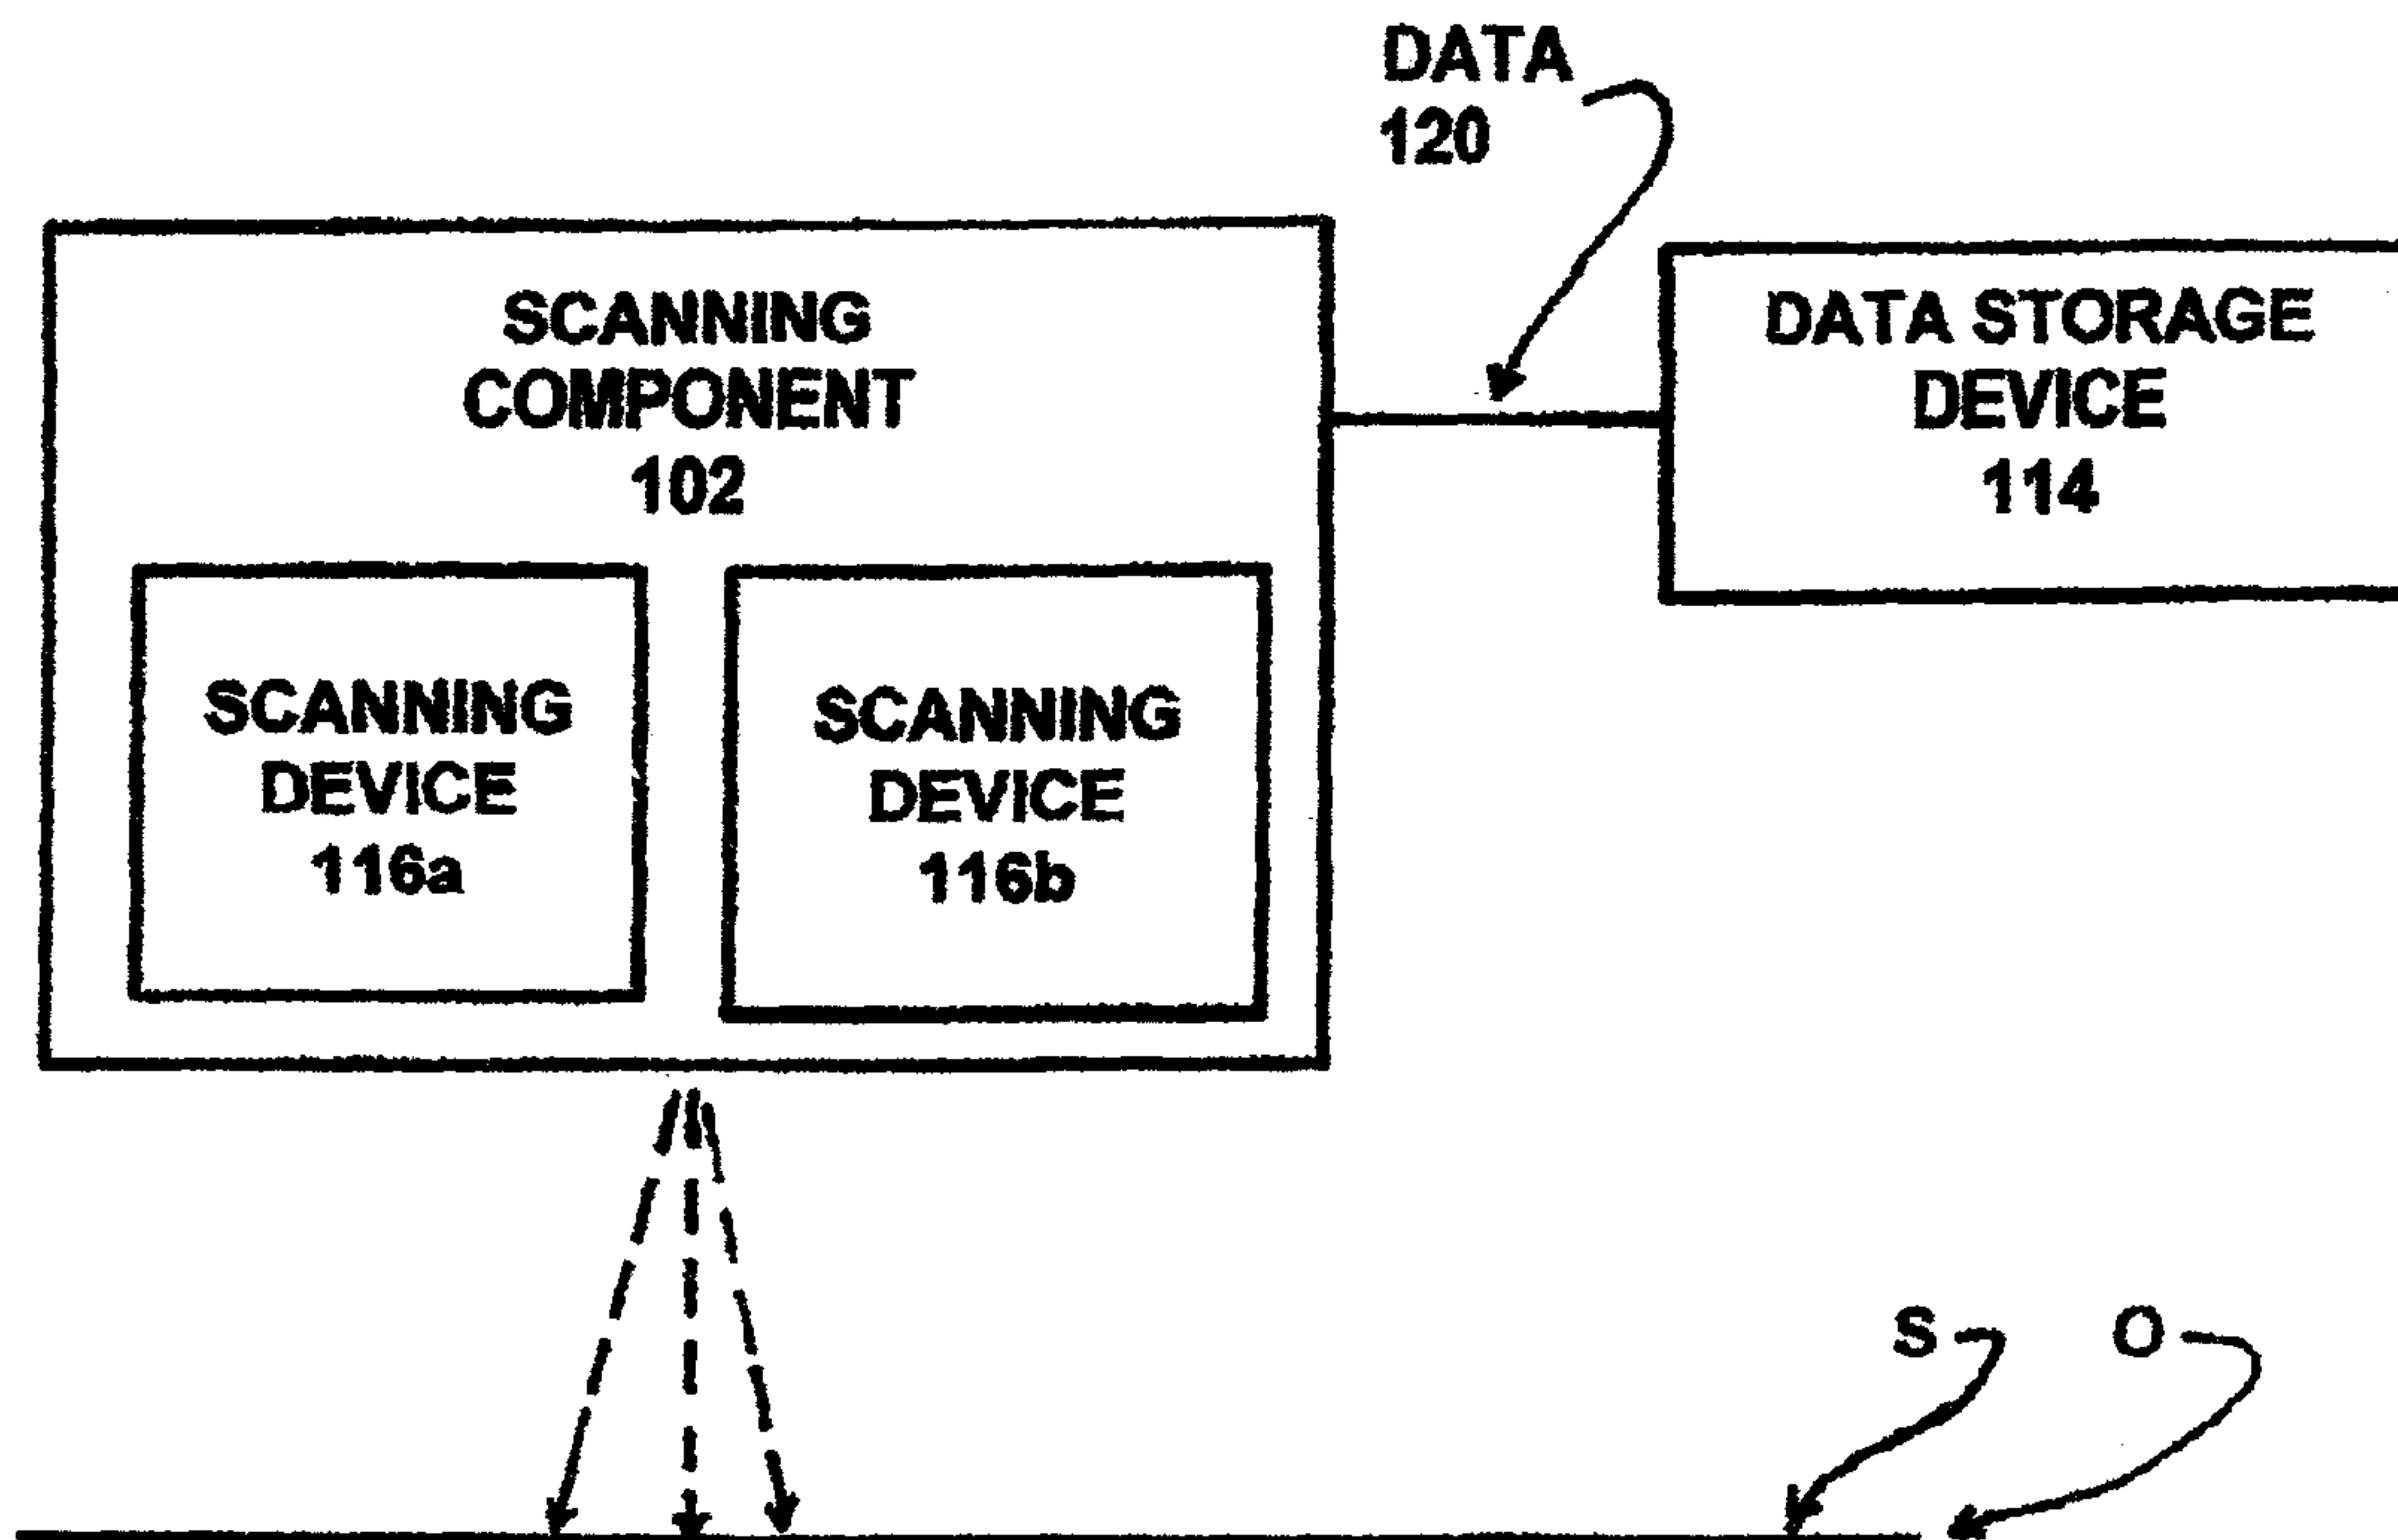 DATA
120
SCANNING
COMPONENT
102
DATA STORAGE
DEVICE
114
SCANNING
DEVICE
116a
SCANNING
DEVICE
116b
S
O